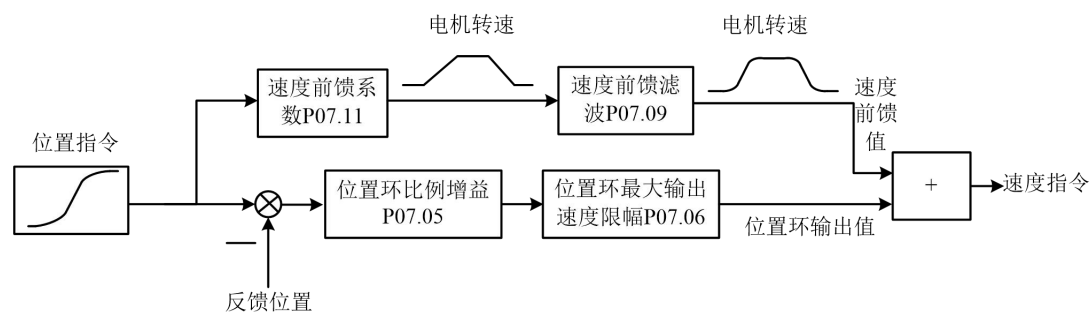 电机转速
电机转速
速度前馈系
数P07.11
速度前馈滤
波P07.09
速度
前馈
值
位置指令
位置环比例增益
P07.05
位置环最大输出
速度限幅P07.06
+
速度指令
位置环输出值
反馈位置